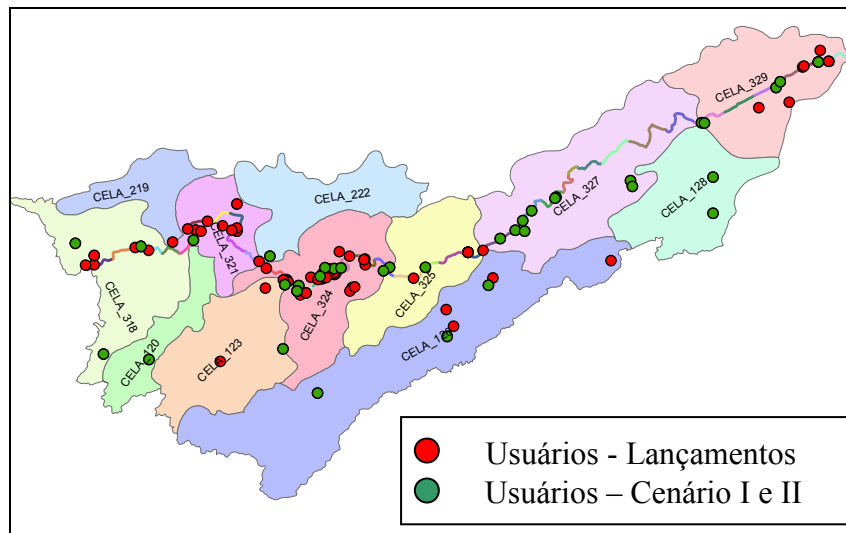 CELA_329
CELA_219
CELA_222
CELA_327
CELA_128
CELA_321
CELA_318
CELA_324
CELA_325
CELA_120
CELA_123
Usuários - Lançamentos
Usuários – Cenário I e II